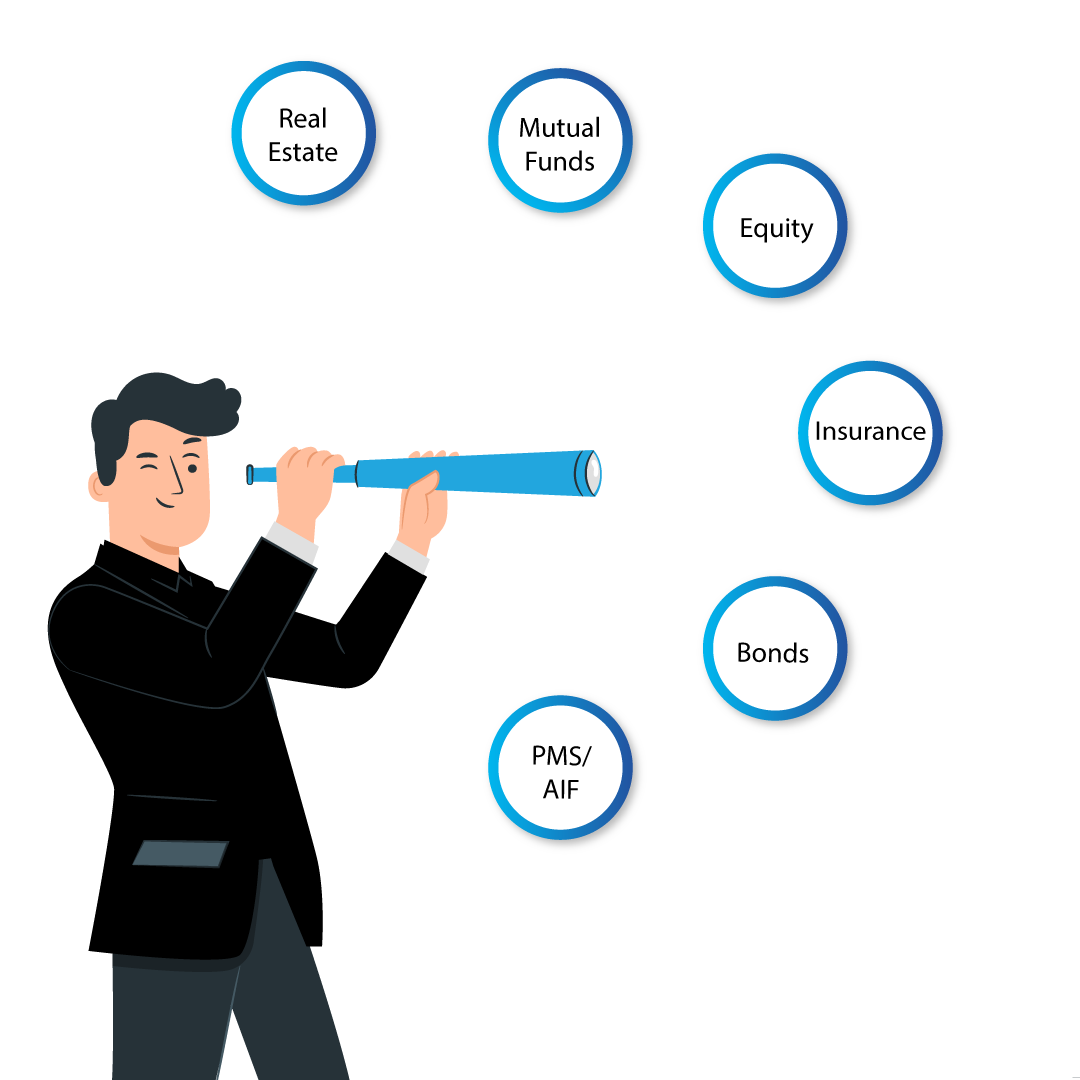 Real
Estate
Mutual
Funds
Equity
Insurance
Bonds
PMS/
AIF